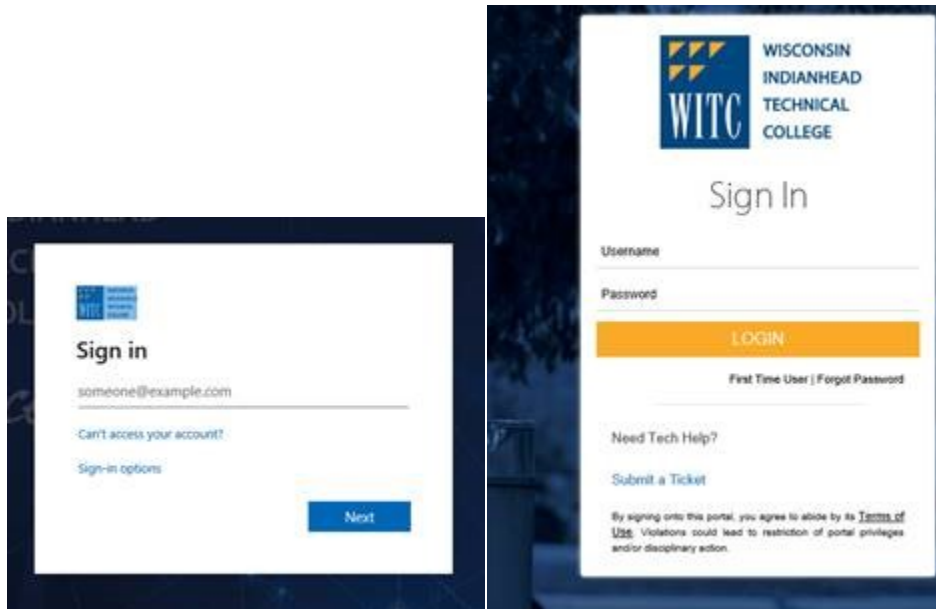 Sign in
someone@example.com
Can't access your account?
Sign-in options
Next
WITC
WISCONSIN
INDIANHEAD
TECHNICAL
COLLEGE
Sign In
Username
Password
LOGIN
First Time User | Forgot Password
Need Tech Help?
Submit a Ticket
By signing onto this portal, you agree to abide by its Terms of
Use. Violations could lead to restriction of portal privileges
and/or disciplinary action.